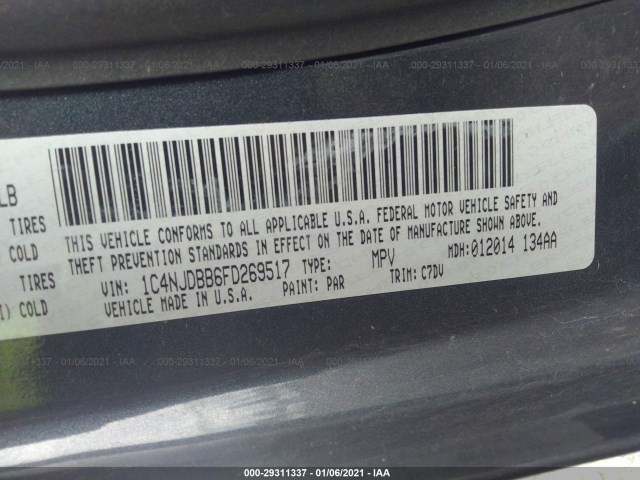 LB
TIRES
COLD
TIRES
) COLD
THIS VEHICLE CONFORMS TO ALL APPLICABLE U.S.A. FEDERAL MOTOR VEHICLE SAFETY AND
THEFT PREVENTION STANDARDS IN EFFECT ON THE DATE OF MANUFACTURE SHOWN ABOVE.
VIN: 1C4NJDBB6FD269517 TYPE: MPV MDH:012014 134AA
VEHICLE MADE IN U.S.A. PAINT: PAR TRIM: C7DV
000-29311337 - 01/06/2021 - IAA